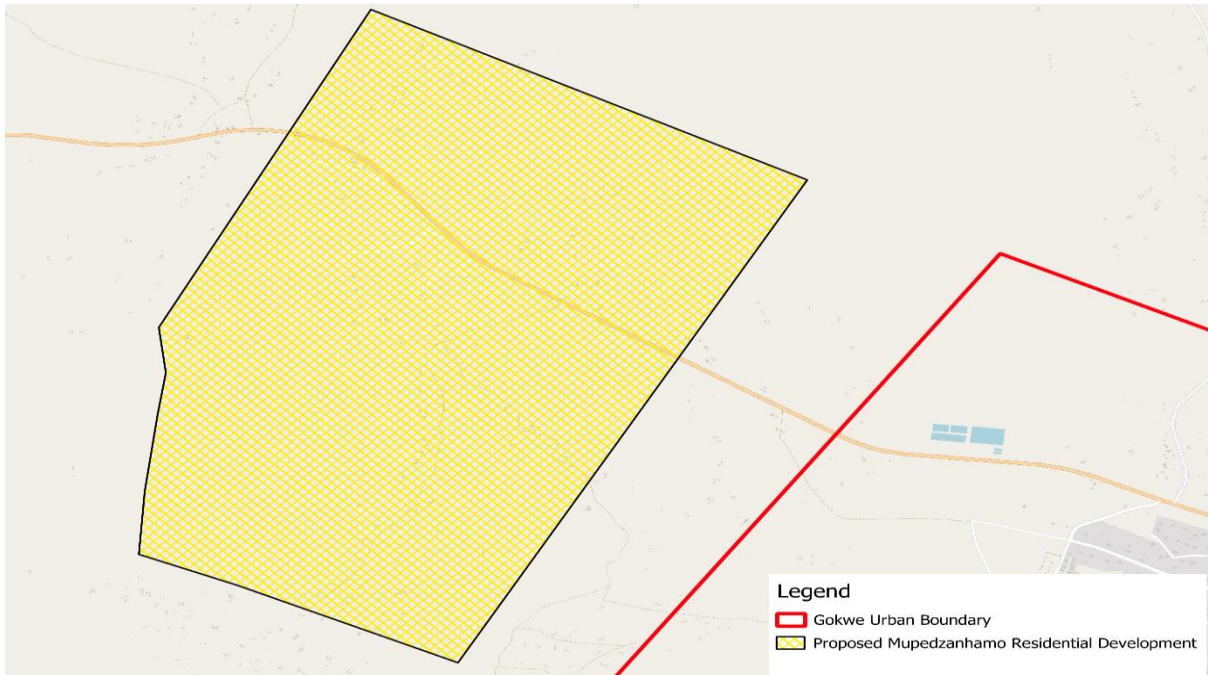 Legend
Gokwe Urban Boundary
Proposed Mupedzanhamo Residential Development